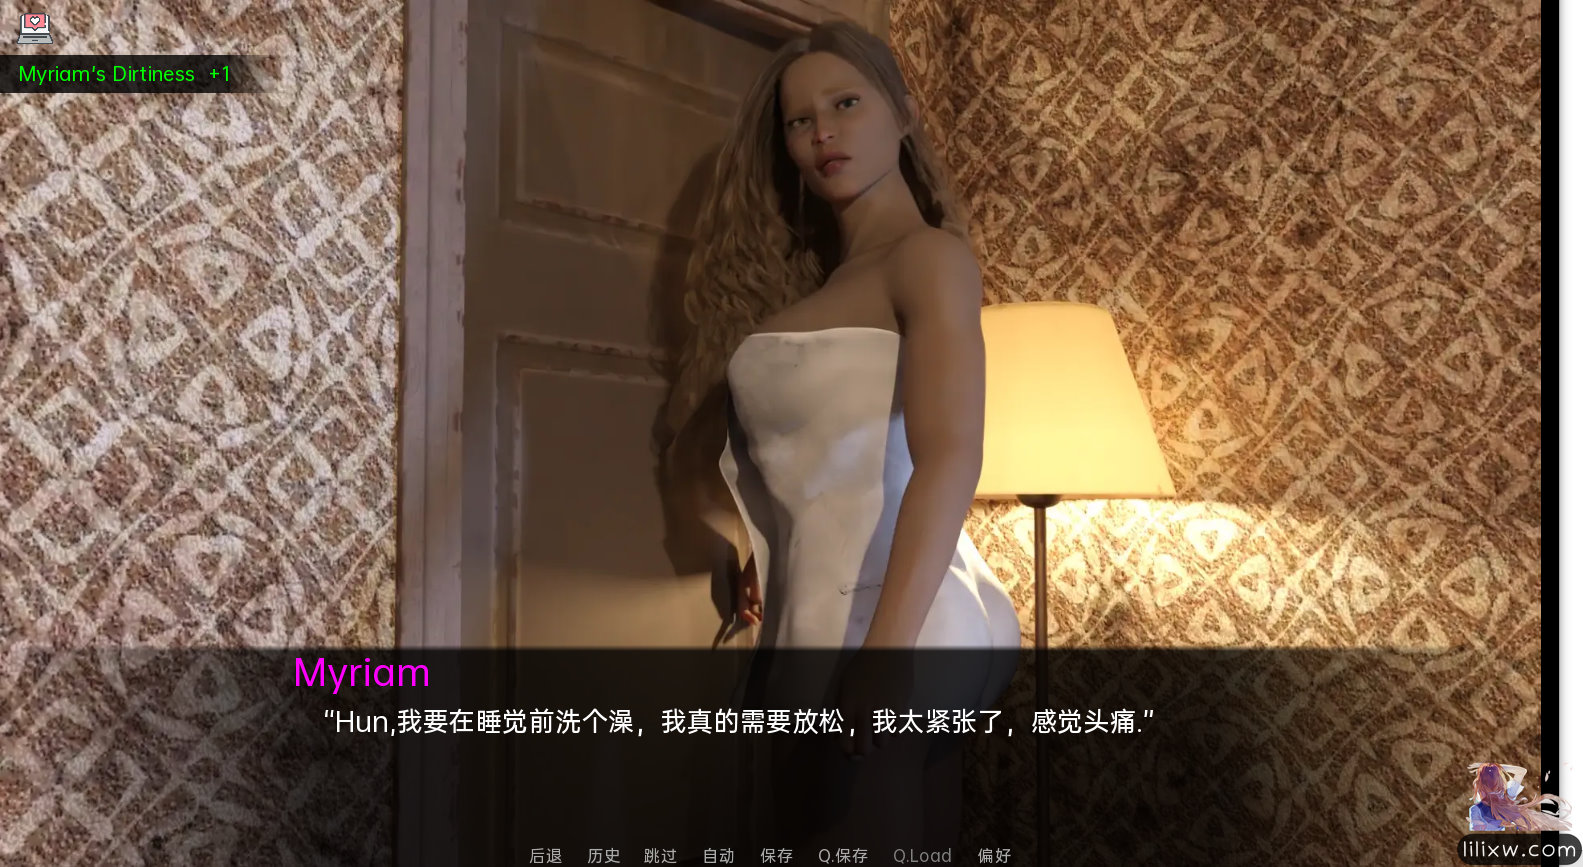 Myriam's Dirtiness +1
Myriam
“Hun,我要在睡觉前洗个澡，我真的需要放松，我太紧张了，感觉头痛.”
后退 历史 跳过 自动 保存 Q.保存 Q.Load 偏好
lilixw.com